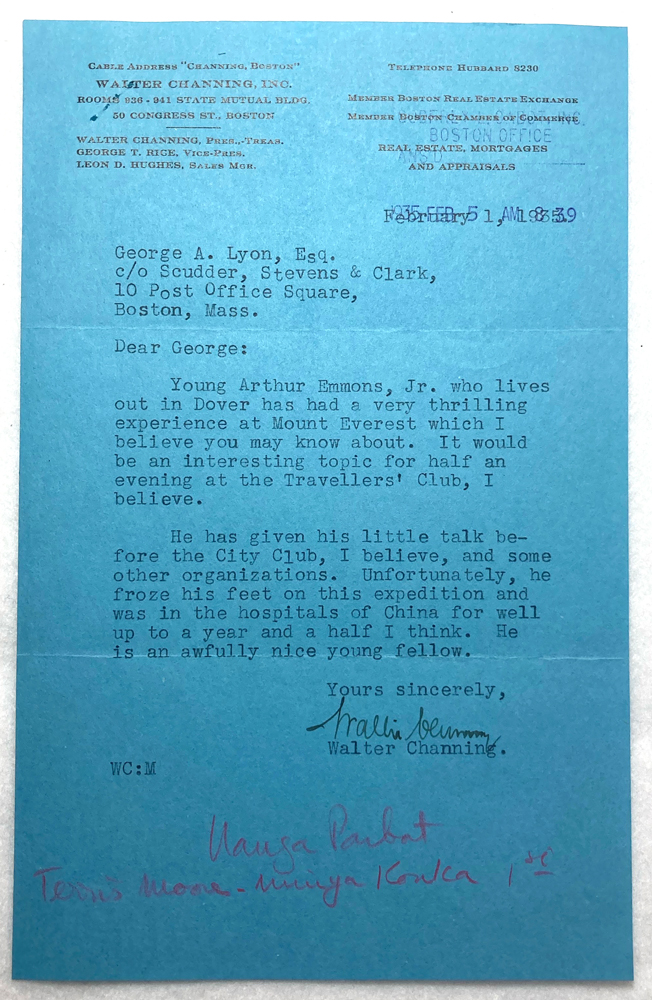 CABLE ADDRESS "CHANNING, BOSTON"
WALTER CHANNING, INC.
ROOMS 936 - 941 STATE MUTUAL BLDG.
50 CONGRESS ST., BOSTON
WALTER CHANNING, PRES.-TREAS.
GEORGE T. RICE, VICE-PRES.
LEON D. HUGHES, SALES MGR.
TELEPHONE HUBBARD 8230
MEMBER BOSTON REAL ESTATE EXCHANGE
MEMBER BOSTON CHAMBER OF COMMERCE
REAL ESTATE, MORTGAGES
AND APPRAISALS
BOSTON OFFICE
ANS'D
1935 FEB 5 AM 8 39
February 1, 1935.
George A. Lyon, Esq.
c/o Scudder, Stevens & Clark,
10 Post Office Square,
Boston, Mass.
Dear George:
Young Arthur Emmons, Jr. who lives
out in Dover has had a very thrilling
experience at Mount Everest which I
believe you may know about. It would
be an interesting topic for half an
evening at the Travellers' Club, I
believe.
He has given his little talk be-
fore the City Club, I believe, and some
other organizations. Unfortunately, he
froze his feet on this expedition and
was in the hospitals of China for well
up to a year and a half I think. He
is an awfully nice young fellow.
Yours sincerely,
Walter Channing.
WC:M
Nanga Parbat
Terris Moore - Minya Konka 1st